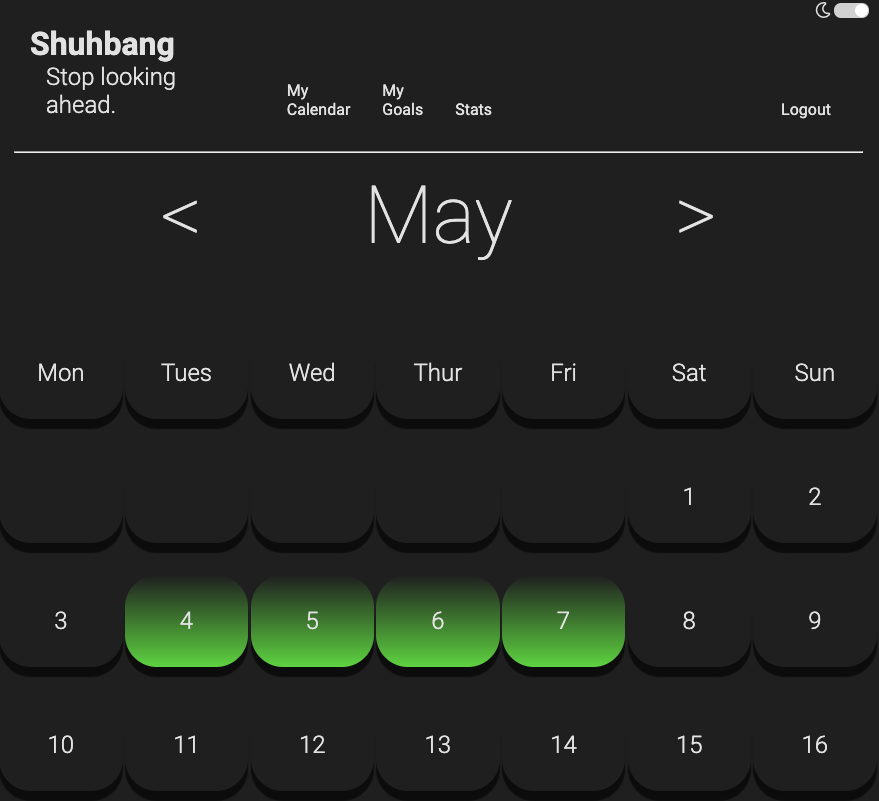 Shuhbang
Stop looking
ahead.
My
Calendar
My
Goals
Stats
Logout
< May >
Mon Tues Wed Thur Fri Sat Sun
1 2
3 4 5 6 7 8 9
10 11 12 13 14 15 16